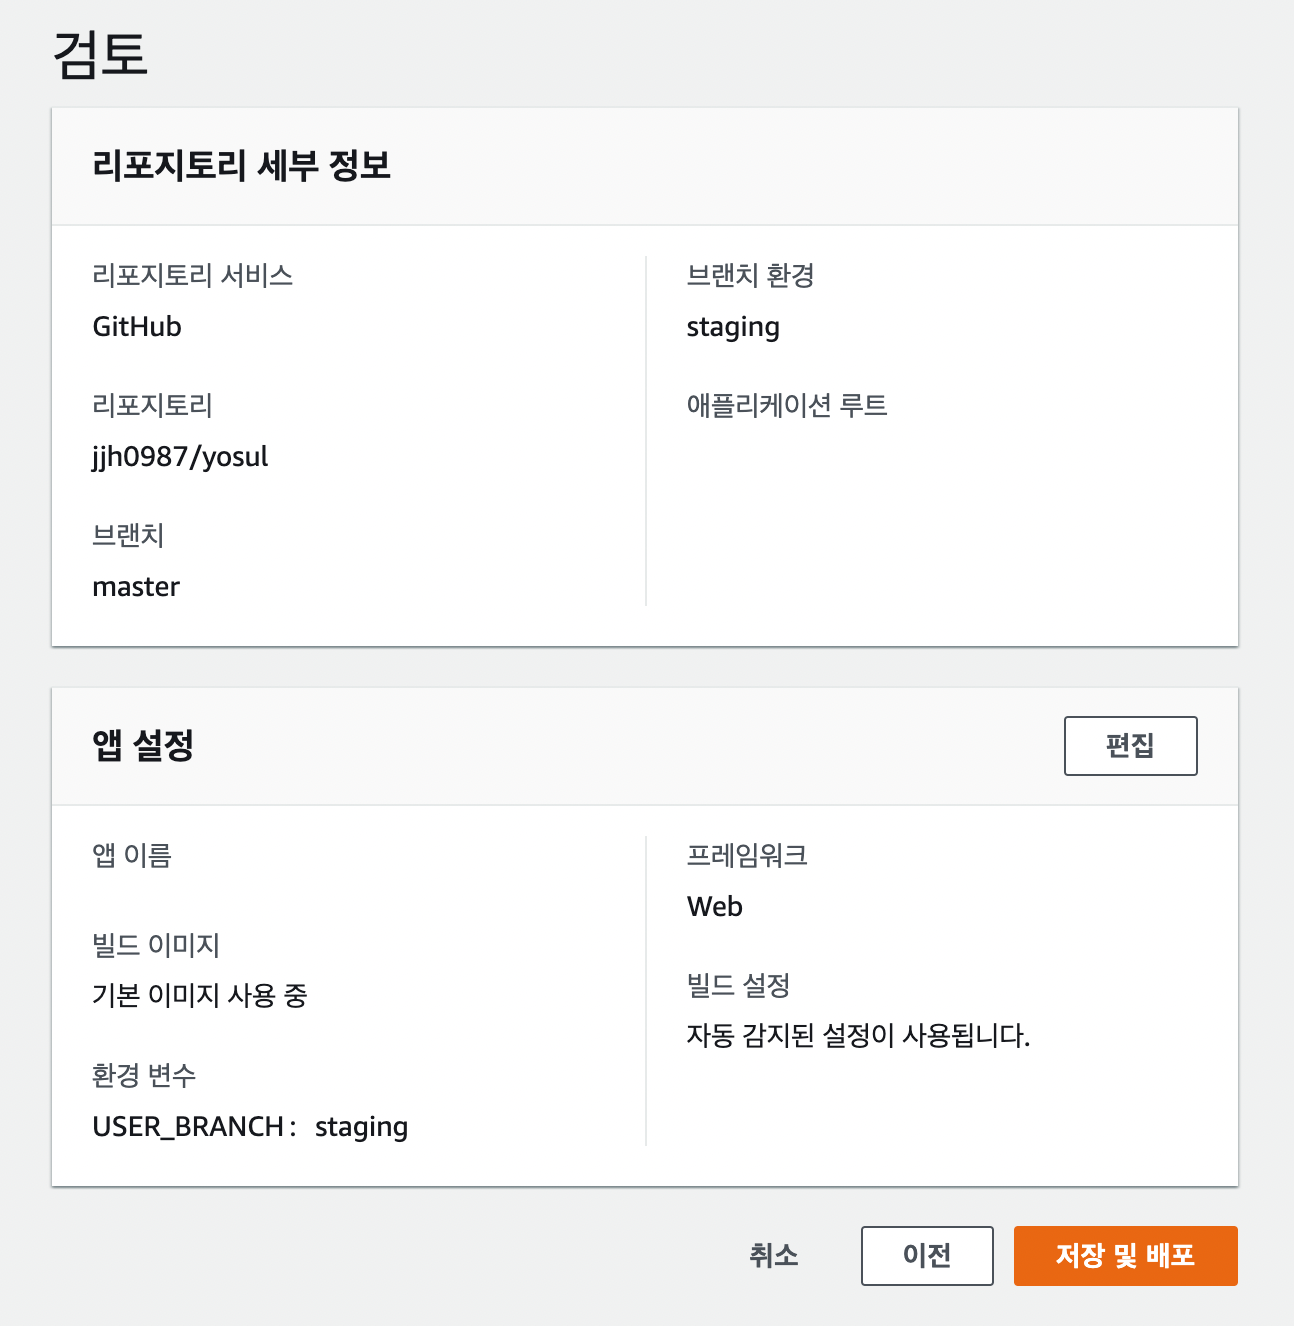 검토
리포지토리 세부 정보
리포지토리 서비스
GitHub
리포지토리
jjh0987/yosul
브랜치
master
브랜치 환경
staging
애플리케이션 루트
앱 설정
편집
앱 이름
빌드 이미지
기본 이미지 사용 중
환경 변수
USER_BRANCH: staging
프레임워크
Web
빌드 설정
자동 감지된 설정이 사용됩니다.
취소
이전
저장 및 배포